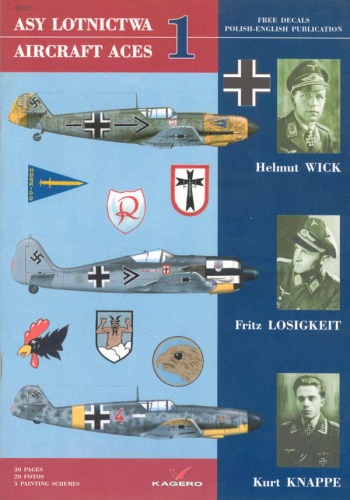 ASY LOTNICTWA
AIRCRAFT ACES
1
FREE DECALS
POLISH-ENGLISH PUBLICATION
Helmut WICK
R
Fritz LOSIGKEIT
4
30 PAGES
20 FOTOS
5 PAINTING SCHEMES
KAGERO
Kurt KNAPPE